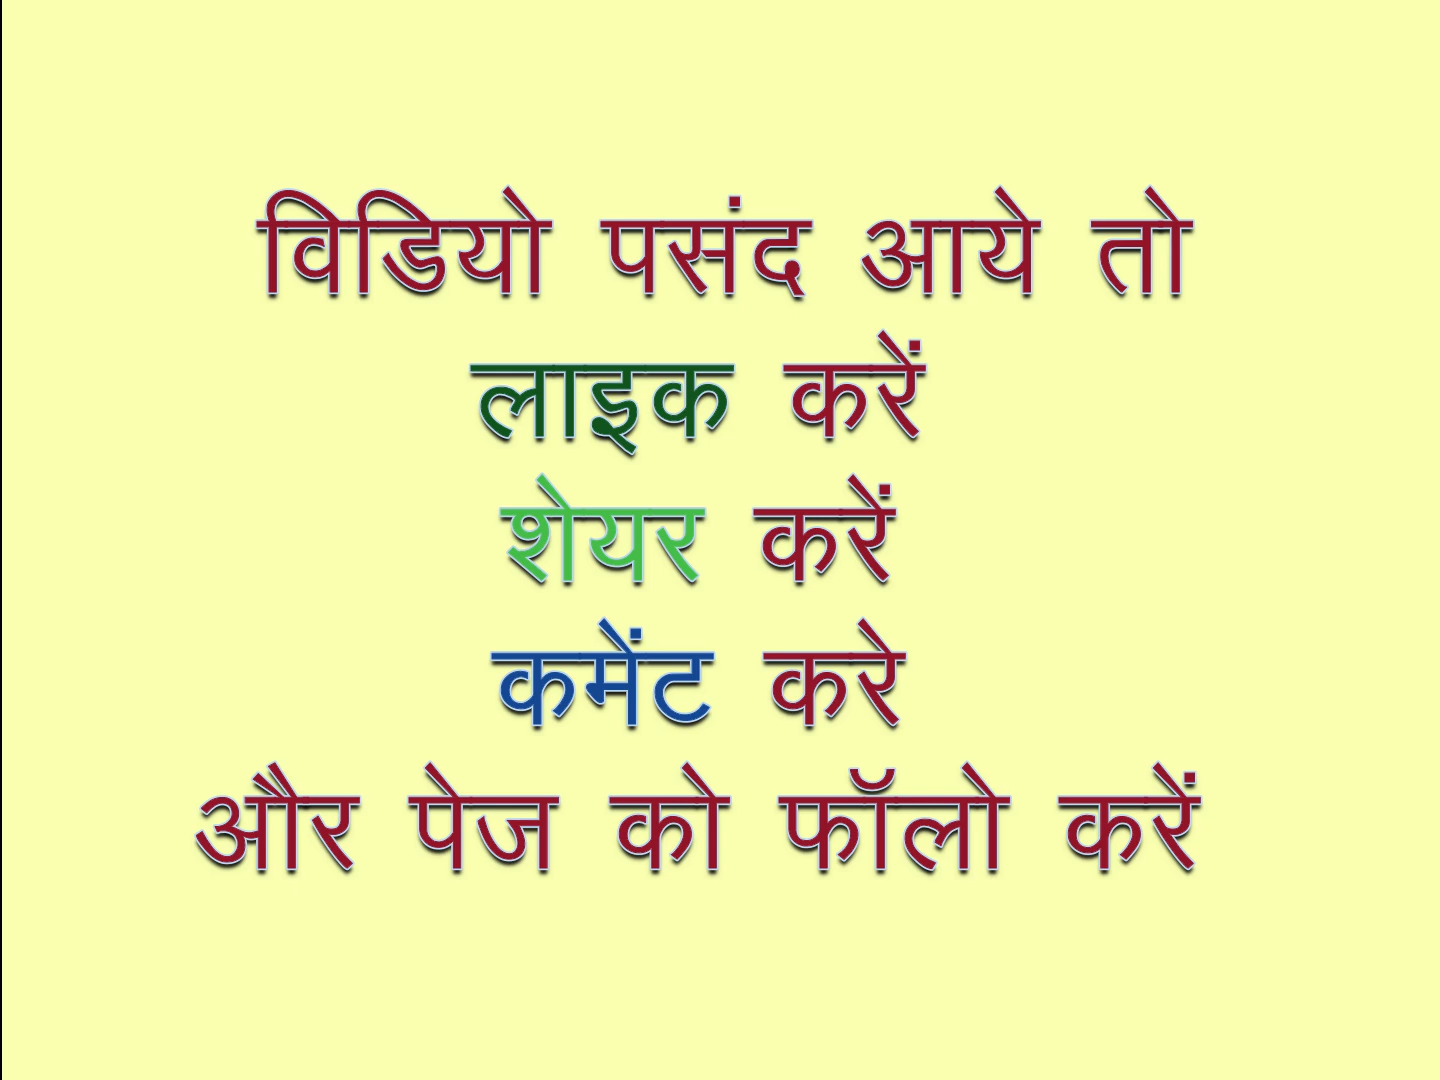 विडियो पसंद आये तो
लाइक करें
शेयर करें
कमेंट करे
और पेज को फॉलो करें